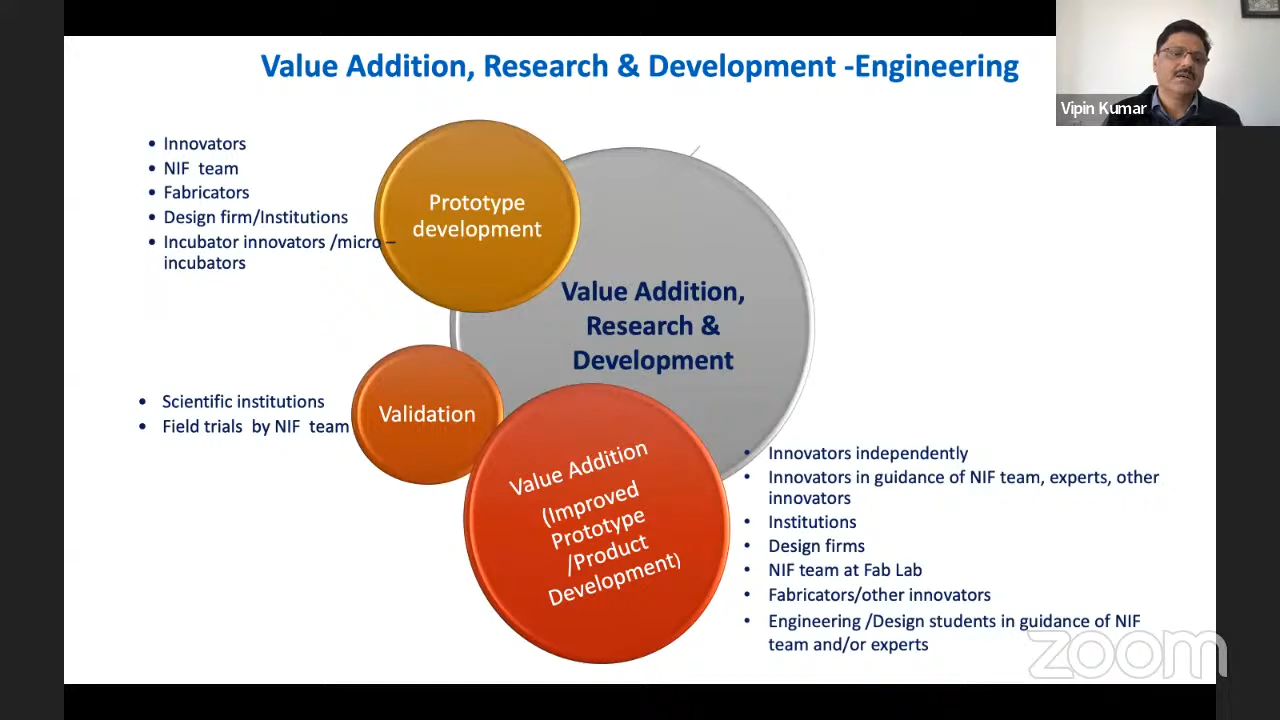 Value Addition, Research & Development -Engineering
Vipin Kumar
• Innovators
• NIF team
• Fabricators
• Design firm/Institutions
• Incubator innovators /micro –
incubators
Prototype
development
Value Addition,
Research &
Development
• Scientific institutions
• Field trials by NIF team
Validation
Value Addition
(Improved
Prototype
/Product
Development)
• Innovators independently
• Innovators in guidance of NIF team, experts, other
innovators
• Institutions
• Design firms
• NIF team at Fab Lab
• Fabricators/other innovators
• Engineering /Design students in guidance of NIF
team and/or experts
zoom